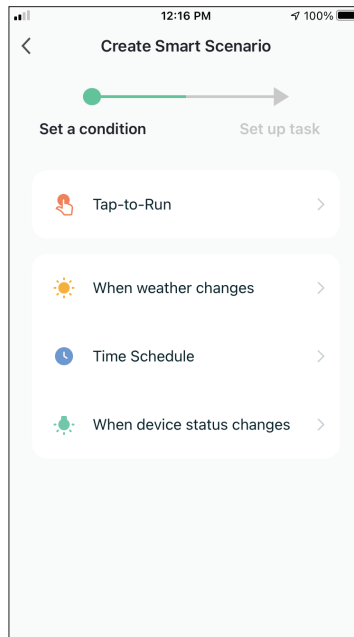 12:16 PM
100%
Create Smart Scenario
Set a condition
Set up task
Tap-to-Run
When weather changes
Time Schedule
When device status changes